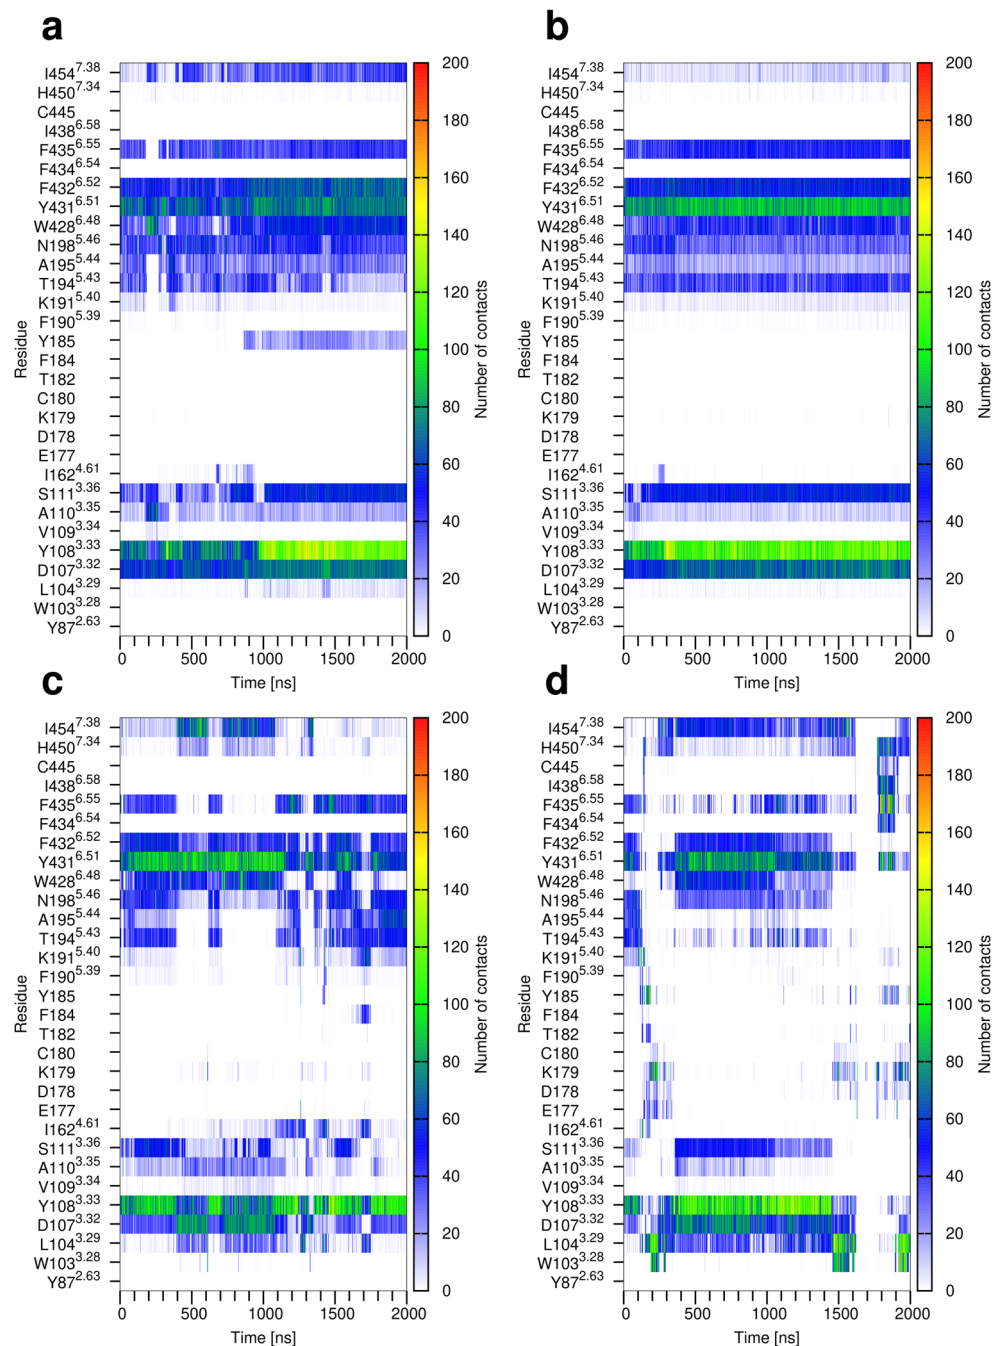 a
I454^7.38
H450^7.34
C445
I438^6.58
F435^6.55
F434^6.54
F432^6.52
Y431^6.51
W428^6.48
N198^5.46
A195^5.44
T194^5.43
K191^5.40
F190^5.39
Y185
F184
T182
C180
K179
D178
E177
I162^4.61
S111^3.36
A110^3.35
V109^3.34
Y108^3.33
D107^3.32
L104^3.29
W103^3.28
Y87^2.63
Residue
0 500 1000 1500 2000
Time [ns]
200
180
160
140
120
100
80
60
40
20
0
Number of contacts
b
I454^7.38
H450^7.34
C445
I438^6.58
F435^6.55
F434^6.54
F432^6.52
Y431^6.51
W428^6.48
N198^5.46
A195^5.44
T194^5.43
K191^5.40
F190^5.39
Y185
F184
T182
C180
K179
D178
E177
I162^4.61
S111^3.36
A110^3.35
V109^3.34
Y108^3.33
D107^3.32
L104^3.29
W103^3.28
Y87^2.63
Residue
0 500 1000 1500 2000
Time [ns]
200
180
160
140
120
100
80
60
40
20
0
Number of contacts
c
I454^7.38
H450^7.34
C445
I438^6.58
F435^6.55
F434^6.54
F432^6.52
Y431^6.51
W428^6.48
N198^5.46
A195^5.44
T194^5.43
K191^5.40
F190^5.39
Y185
F184
T182
C180
K179
D178
E177
I162^4.61
S111^3.36
A110^3.35
V109^3.34
Y108^3.33
D107^3.32
L104^3.29
W103^3.28
Y87^2.63
Residue
0 500 1000 1500 2000
Time [ns]
200
180
160
140
120
100
80
60
40
20
0
Number of contacts
d
I454^7.38
H450^7.34
C445
I438^6.58
F435^6.55
F434^6.54
F432^6.52
Y431^6.51
W428^6.48
N198^5.46
A195^5.44
T194^5.43
K191^5.40
F190^5.39
Y185
F184
T182
C180
K179
D178
E177
I162^4.61
S111^3.36
A110^3.35
V109^3.34
Y108^3.33
D107^3.32
L104^3.29
W103^3.28
Y87^2.63
Residue
0 500 1000 1500 2000
Time [ns]
200
180
160
140
120
100
80
60
40
20
0
Number of contacts